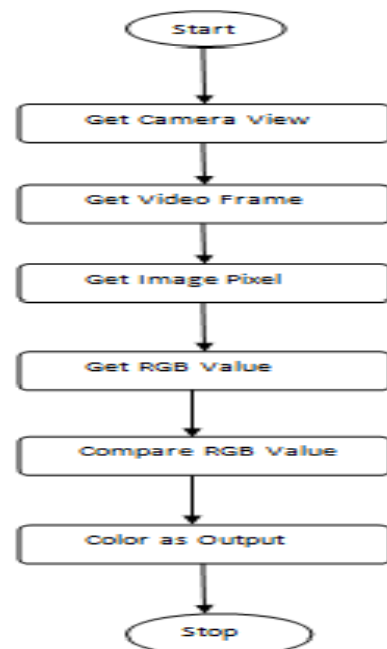 Start
Get Camera View
Get Video Frame
Get Image Pixel
Get RGB Value
Compare RGB Value
Color as Output
Stop